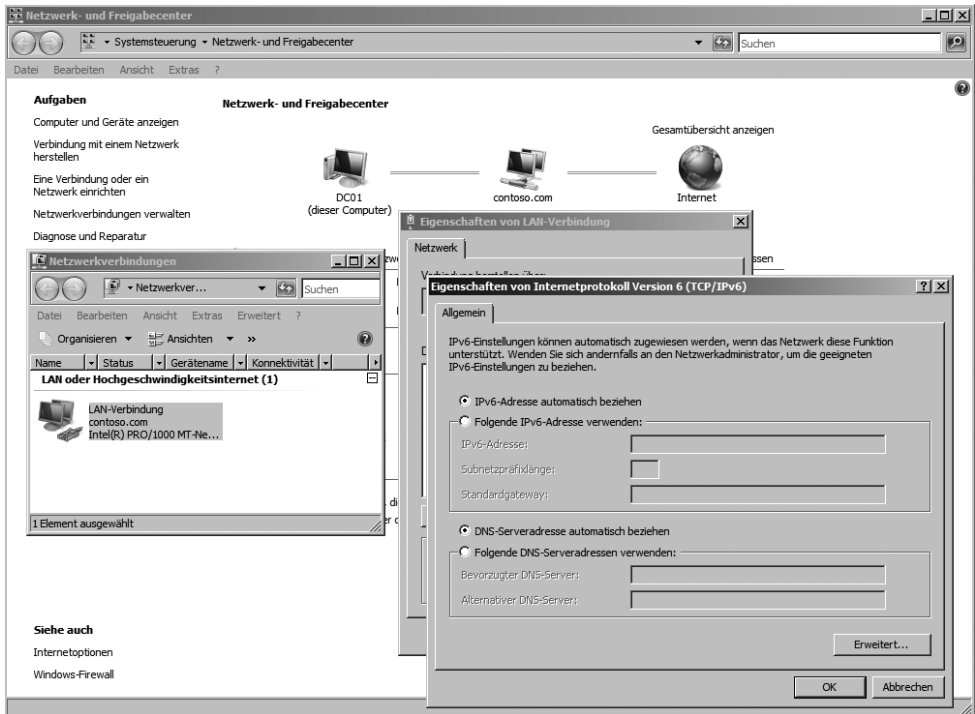 Netzwerk- und Freigabecenter
Systemsteuerung Netzwerk- und Freigabecenter
Suchen
Datei Bearbeiten Ansicht Extras ?
Aufgaben
Computer und Geräte anzeigen
Verbindung mit einem Netzwerk
herstellen
Eine Verbindung oder ein
Netzwerk einrichten
Netzwerkverbindungen verwalten
Diagnose und Reparatur
Netzwerk- und Freigabecenter
Gesamtübersicht anzeigen
DC01
(dieser Computer)
contoso.com
Internet
ssen
Netzwerkverbindungen
Netzwerkver...
Suchen
Datei Bearbeiten Ansicht Extras Erweitert ?
Organisieren Ansichten »
Name Status Gerätename Konnektivität
LAN oder Hochgeschwindigkeitsinternet (1)
LAN-Verbindung
contoso.com
Intel(R) PRO/1000 MT-Ne...
1 Element ausgewählt
Eigenschaften von LAN-Verbindung
Netzwerk
Verbindung herstellen über:
Eigenschaften von Internetprotokoll Version 6 (TCP/IPv6)
Allgemein
IPv6-Einstellungen können automatisch zugewiesen werden, wenn das Netzwerk diese Funktion
unterstützt. Wenden Sie sich andernfalls an den Netzwerkadministrator, um die geeigneten
IPv6-Einstellungen zu beziehen.
IPv6-Adresse automatisch beziehen
Folgende IPv6-Adresse verwenden:
IPv6-Adresse:
Subnetzpräfixlänge:
Standardgateway:
DNS-Serveradresse automatisch beziehen
Folgende DNS-Serveradressen verwenden:
Bevorzugter DNS-Server:
Alternativer DNS-Server:
Erweitert...
OK Abbrechen
Siehe auch
Internetoptionen
Windows-Firewall